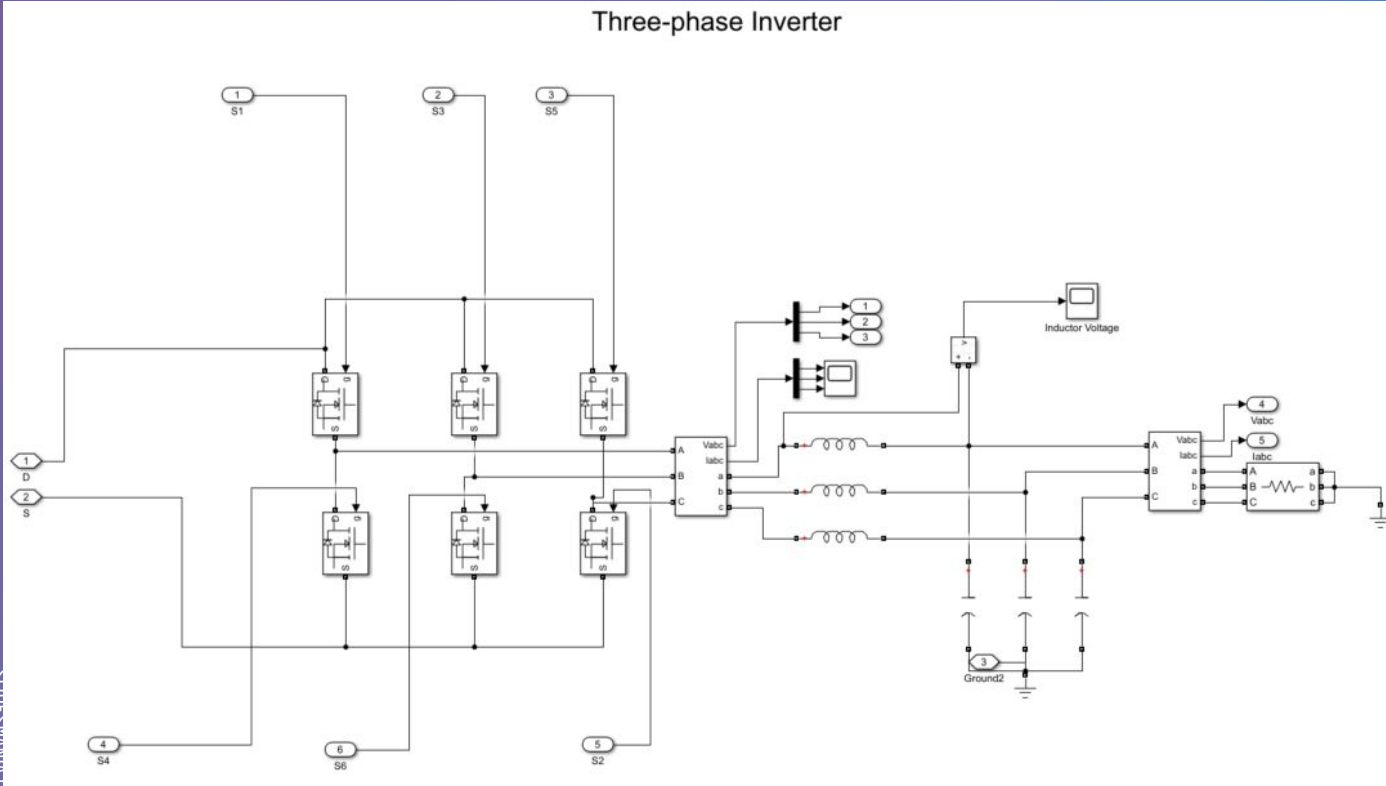 Three-phase Inverter
1
S1
2
S3
3
S5
1
2
3
Inductor Voltage
v
+ -
g g g
D
S S S
1
D
2
S
A
B
C
Vabc
Iabc
a
b
c
4
Vabc
5
Iabc
A
B
C
Vabc
Iabc
a
b
c
A
B
C
a
b
c
g g g
S S S
3
Ground2
4
S4
6
S6
5
S2